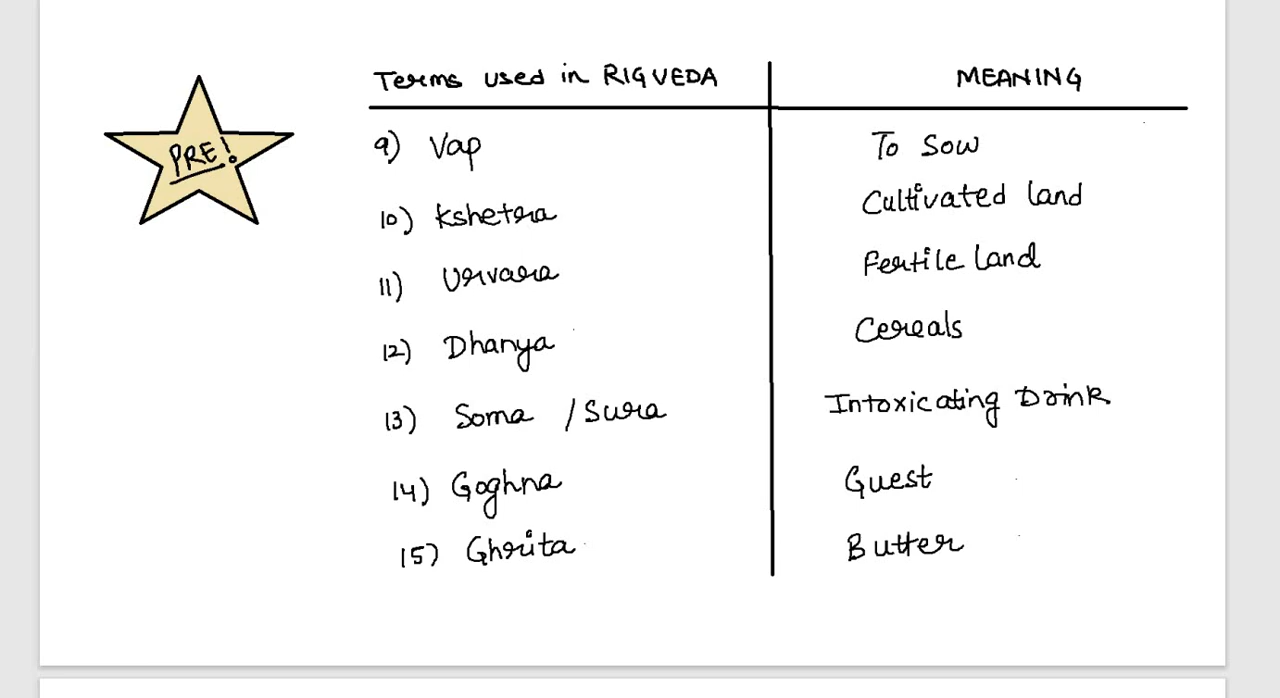 Terms used in RIGVEDA MEANING
PRE!
9) Vap To Sow
10) Kshetra Cultivated land
11) Urvara Fertile Land
12) Dhanya Cereals
13) Soma / Sura Intoxicating Drink
14) Goghna Guest
15) Ghrita Butter